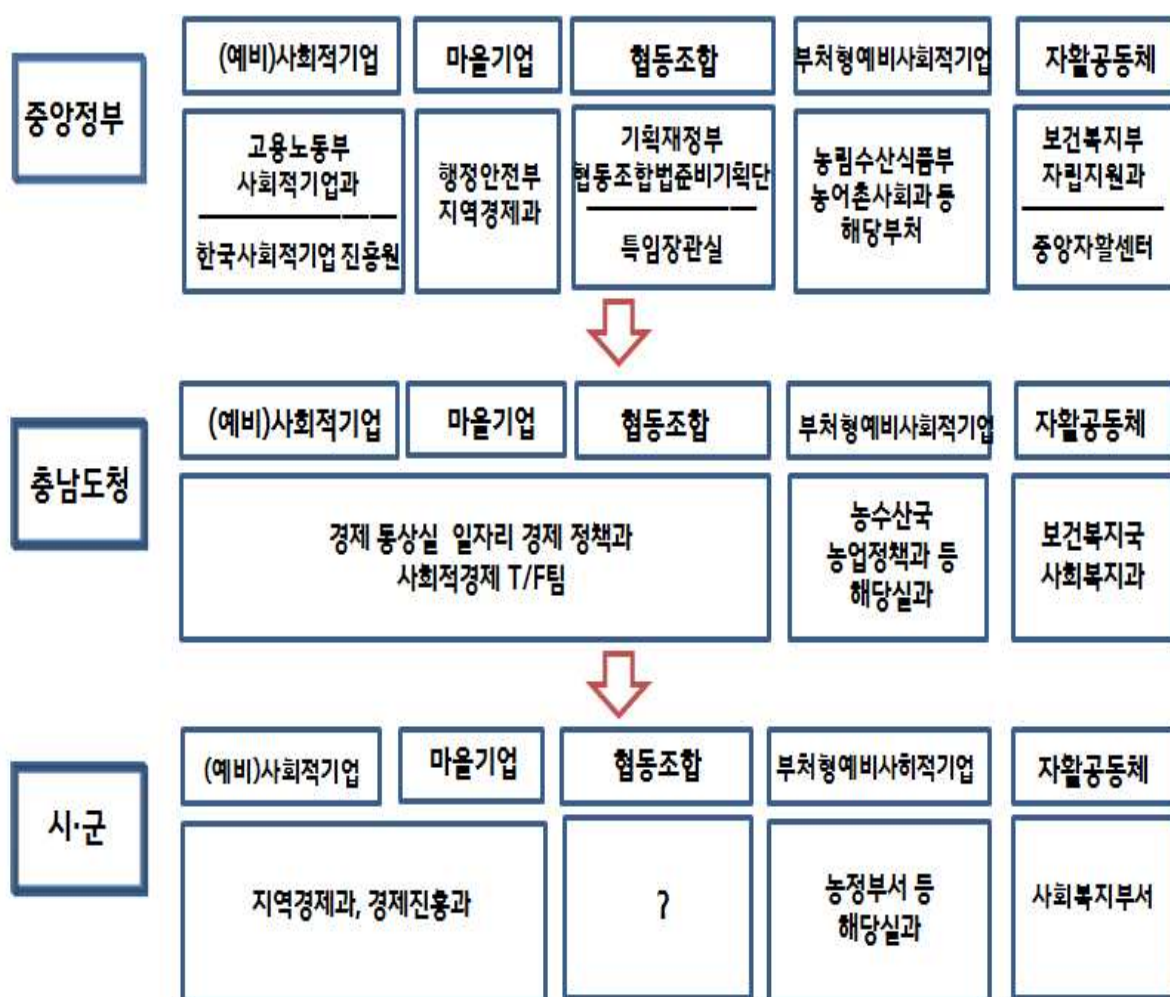 중앙정부
(예비)사회적기업
마을기업
협동조합
부처형예비사회적기업
자활공동체
고용노동부
사회적기업과
한국사회적기업 진흥원
행정안전부
지역경제과
기획재정부
협동조합법준비기획단
특임장관실
농림수산식품부
농어촌사회과 등
해당부처
보건복지부
자립지원과
중앙자활센터
충남도청
(예비)사회적기업
마을기업
협동조합
부처형예비사회적기업
자활공동체
경제 통상실 일자리 경제 정책과
사회적경제 T/F팀
농수산국
농업정책과 등
해당실과
보건복지국
사회복지과
시·군
(예비)사회적기업
마을기업
협동조합
부처형예비사히적기업
자활공동체
지역경제과, 경제진흥과
?
농정부서 등
해당실과
사회복지부서